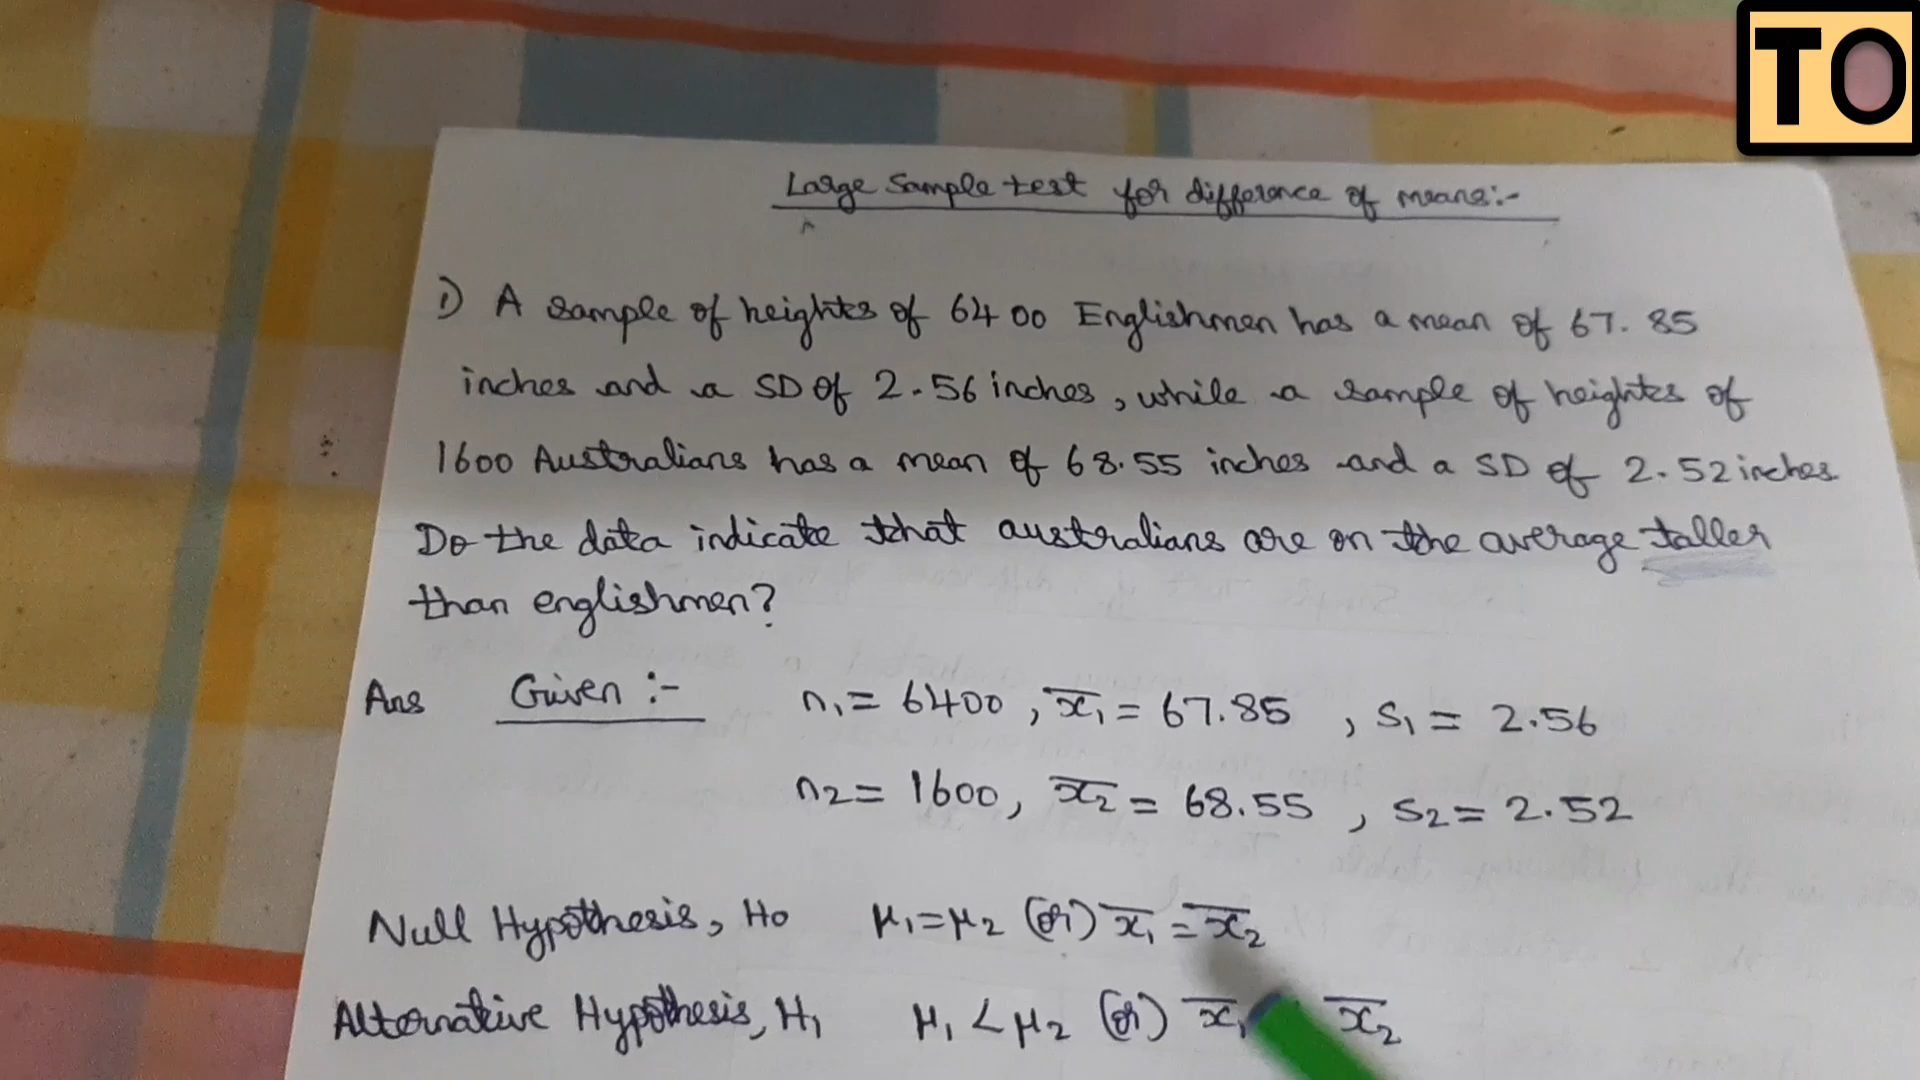 TO
Large Sample test for difference of means:-
1) A sample of heights of 6400 Englishmen has a mean of 67.85
inches and a SD of 2.56 inches, while a sample of heights of
1600 Australians has a mean of 68.55 inches and a SD of 2.52 inches
Do the data indicate that australians are on the average taller
than englishmen?
Ans Given :- n₁ = 6400, x̄₁ = 67.85, s₁ = 2.56
n₂ = 1600, x̄₂ = 68.55, s₂ = 2.52
Null Hypothesis, H₀ μ₁ = μ₂ (or) x̄₁ = x̄₂
Alternative Hypothesis, H₁ μ₁ < μ₂ (or) x̄₁ x̄₂